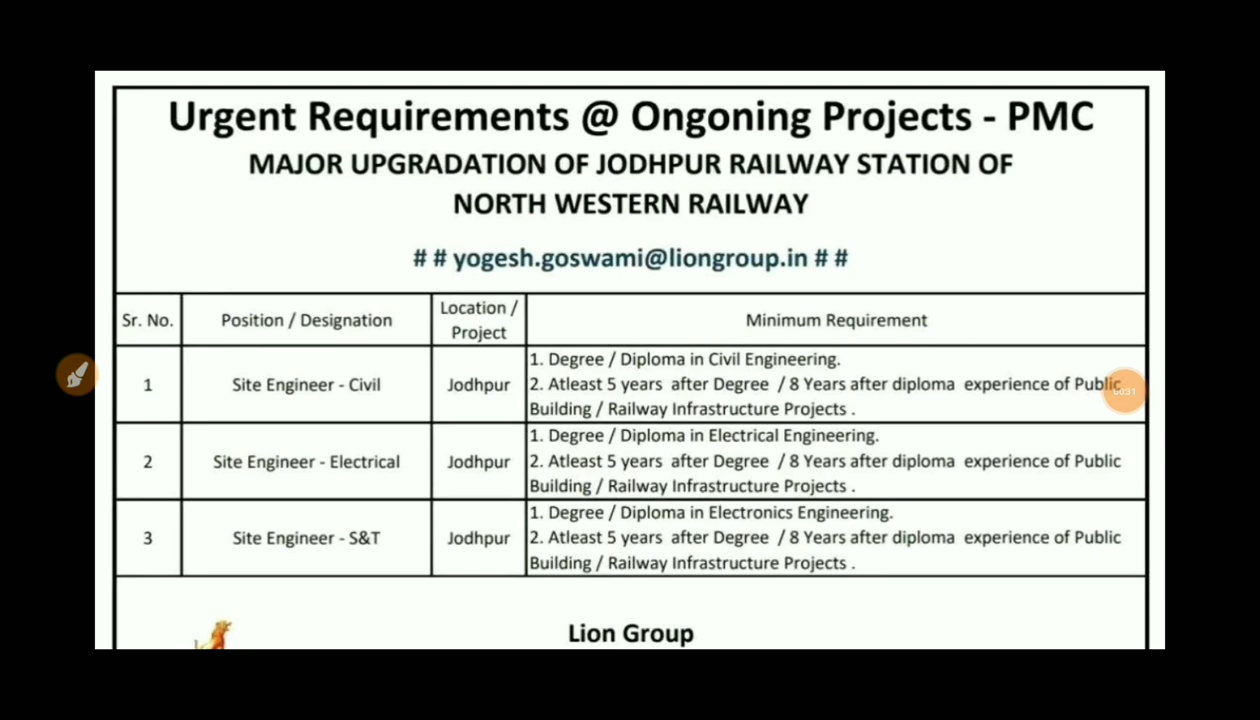 Urgent Requirements @ Ongoning Projects - PMC
MAJOR UPGRADATION OF JODHPUR RAILWAY STATION OF
NORTH WESTERN RAILWAY
# # yogesh.goswami@liongroup.in # #
Sr. No. Position / Designation Location / Project Minimum Requirement
1 Site Engineer - Civil Jodhpur 1. Degree / Diploma in Civil Engineering.
2. Atleast 5 years after Degree / 8 Years after diploma experience of Public
Building / Railway Infrastructure Projects .
2 Site Engineer - Electrical Jodhpur 1. Degree / Diploma in Electrical Engineering.
2. Atleast 5 years after Degree / 8 Years after diploma experience of Public
Building / Railway Infrastructure Projects .
3 Site Engineer - S&T Jodhpur 1. Degree / Diploma in Electronics Engineering.
2. Atleast 5 years after Degree / 8 Years after diploma experience of Public
Building / Railway Infrastructure Projects .
Lion Group
00:31